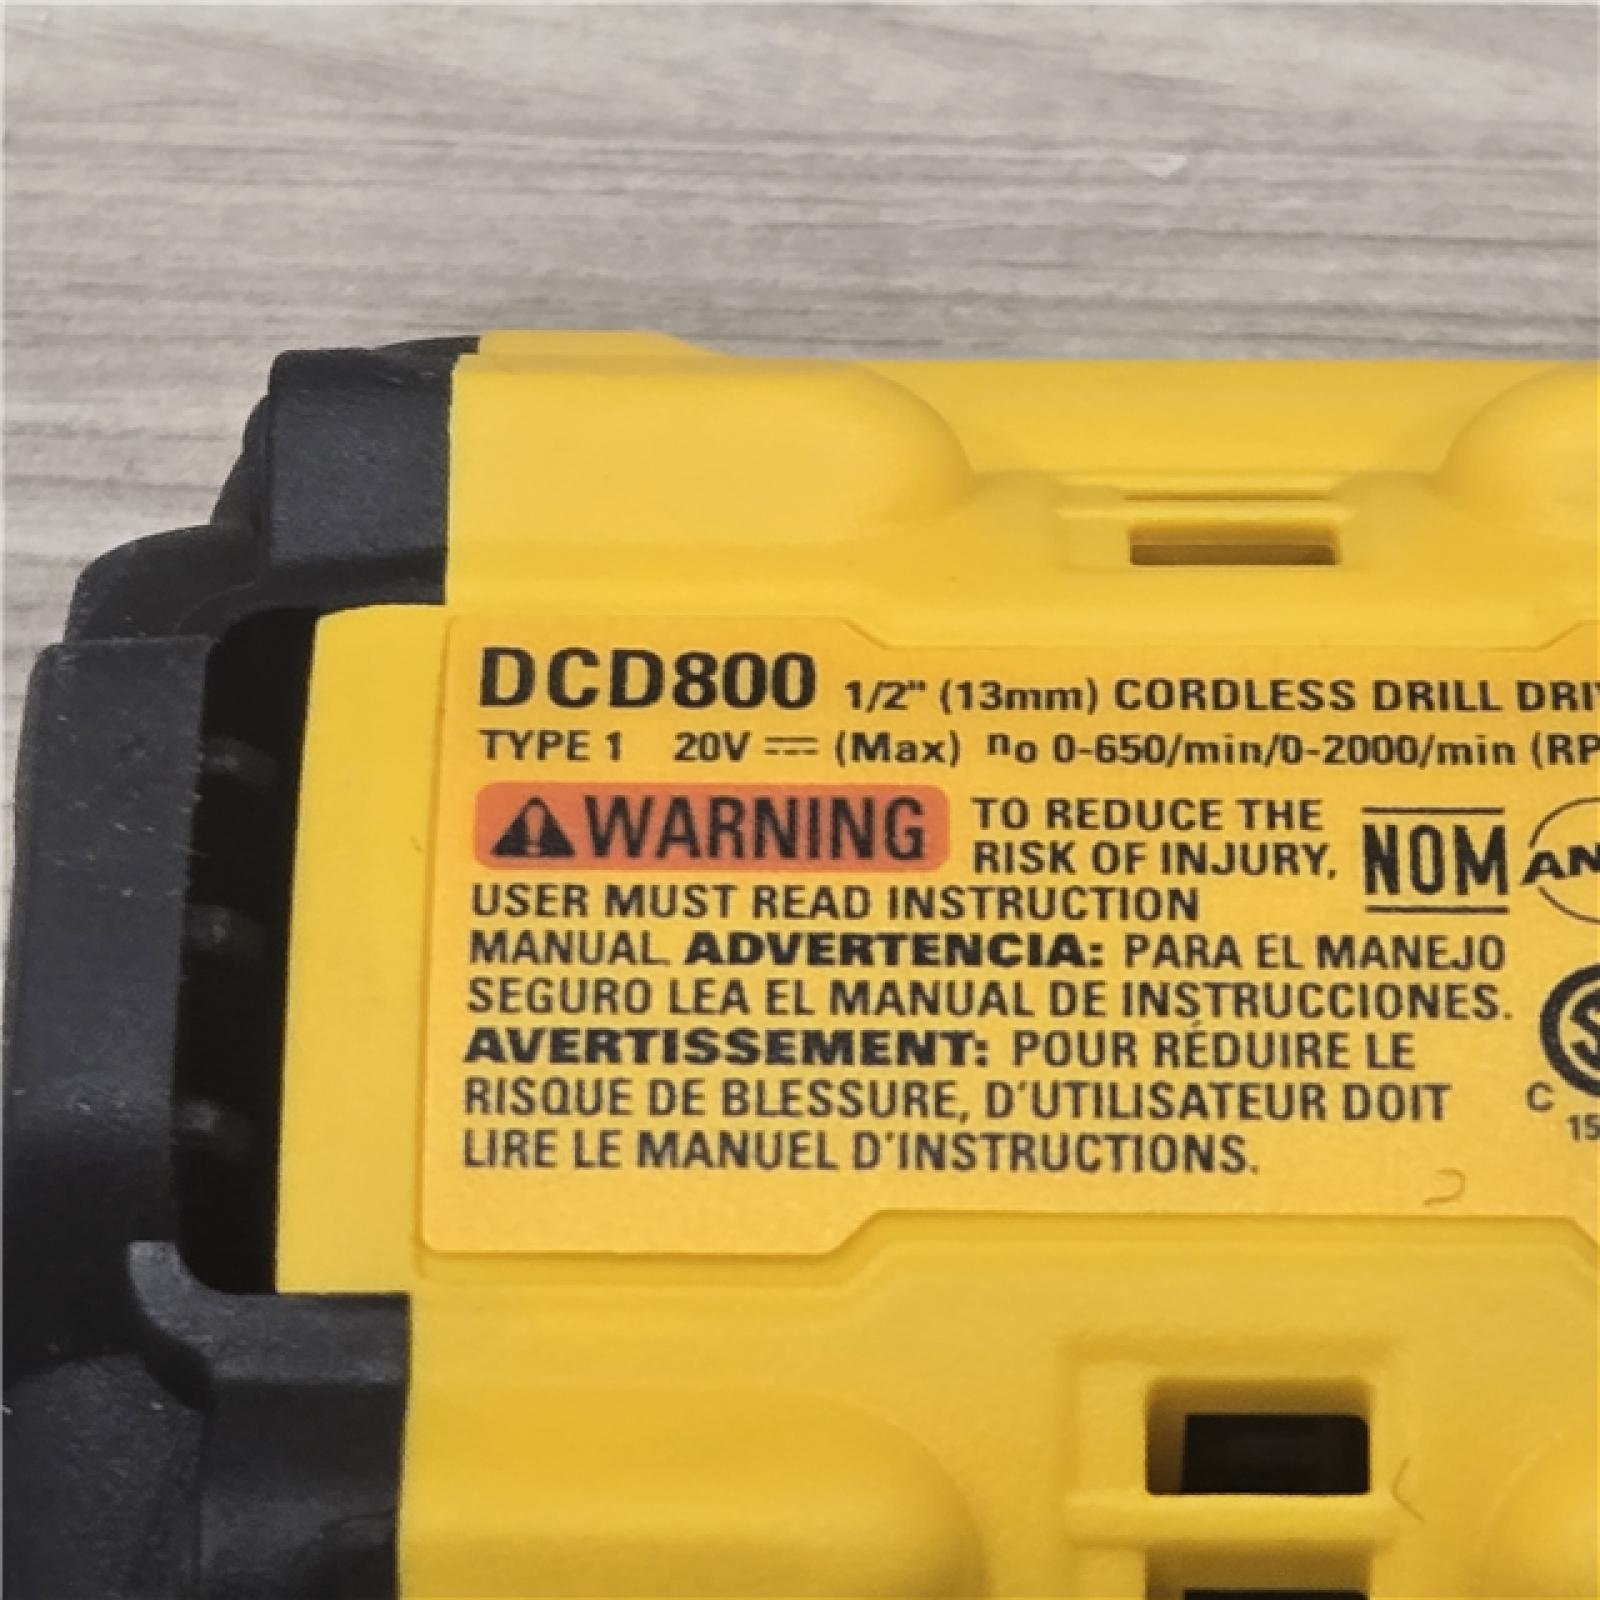 DCD800 1/2" (13mm) CORDLESS DRILL DRI
TYPE 1 20V ⎓ (Max) no 0-650/min/0-2000/min (RP
WARNING TO REDUCE THE
RISK OF INJURY,
NOM
AN
USER MUST READ INSTRUCTION
MANUAL. ADVERTENCIA: PARA EL MANEJO
SEGURO LEA EL MANUAL DE INSTRUCCIONES.
AVERTISSEMENT: POUR RÉDUIRE LE
RISQUE DE BLESSURE, D'UTILISATEUR DOIT
LIRE LE MANUEL D'INSTRUCTIONS.
C
15